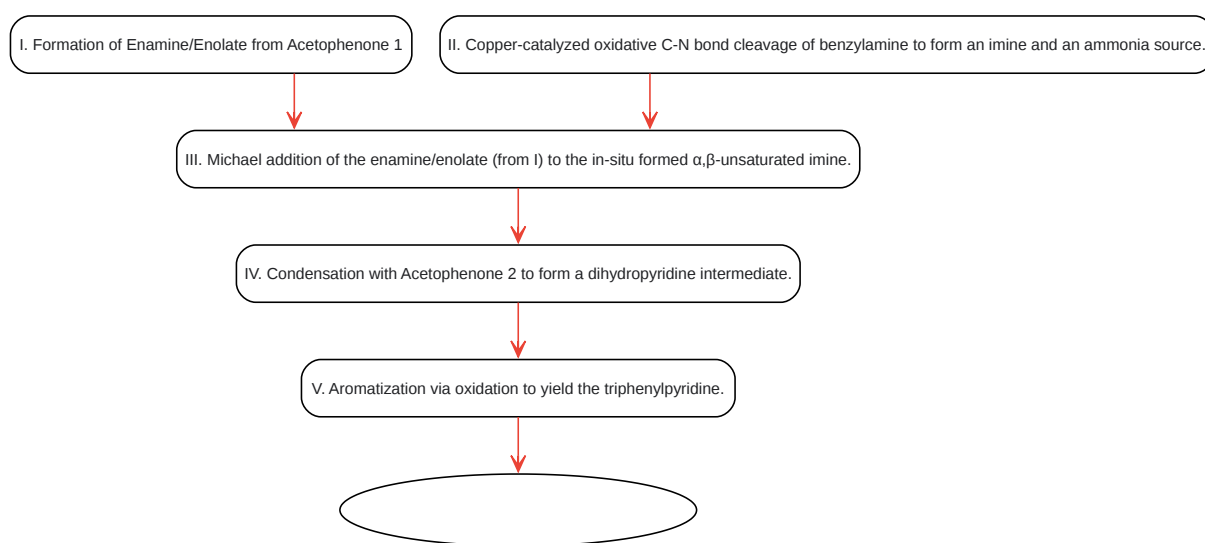 I. Formation of Enamine/Enolate from Acetophenone 1
II. Copper-catalyzed oxidative C-N bond cleavage of benzylamine to form an imine and an ammonia source.
III. Michael addition of the enamine/enolate (from I) to the in-situ formed α,β-unsaturated imine.
IV. Condensation with Acetophenone 2 to form a dihydropyridine intermediate.
V. Aromatization via oxidation to yield the triphenylpyridine.